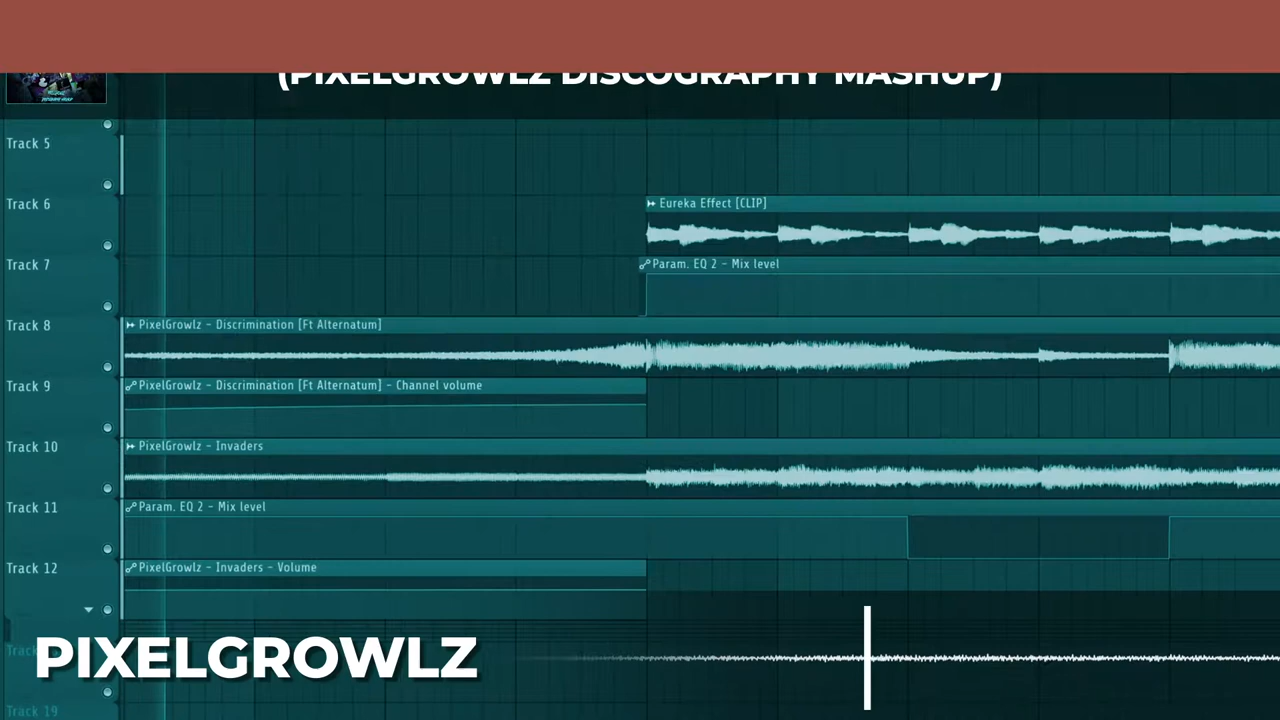 (PIXELGROWLZ DISCOGRAPHY MASHUP)
Track 5
Track 6
Eureka Effect [CLIP]
Track 7
Param. EQ 2 - Mix level
Track 8
PixelGrowlz - Discrimination [Ft Alternatum]
Track 9
PixelGrowlz - Discrimination [Ft Alternatum] - Channel volume
Track 10
PixelGrowlz - Invaders
Track 11
Param. EQ 2 - Mix level
Track 12
PixelGrowlz - Invaders - Volume
PIXELGROWLZ
Track 19